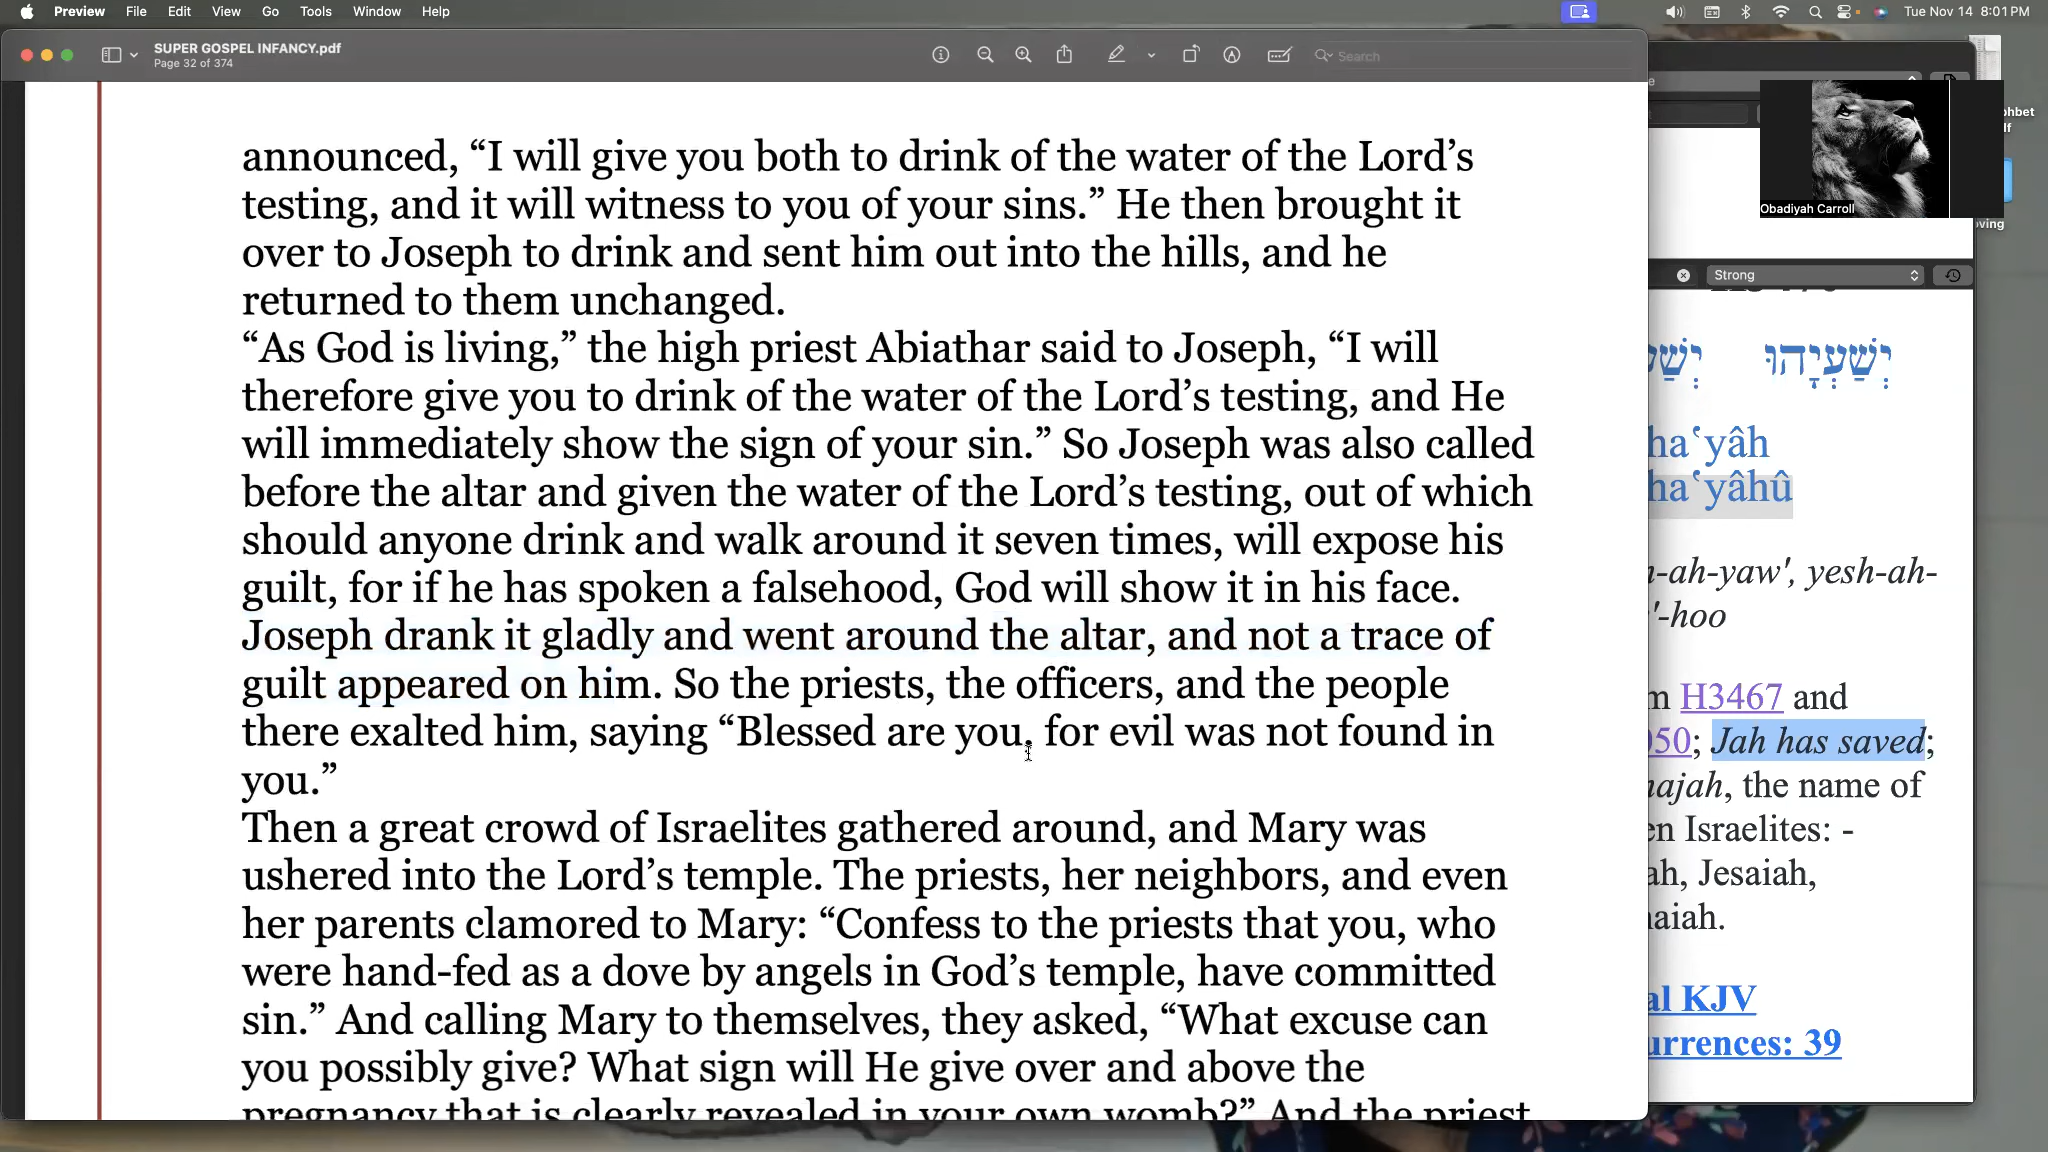 Preview File Edit View Go Tools Window Help
Tue Nov 14 8:01 PM
SUPER GOSPEL INFANCY.pdf
Page 32 of 374
Search
announced, “I will give you both to drink of the water of the Lord’s
testing, and it will witness to you of your sins.” He then brought it
over to Joseph to drink and sent him out into the hills, and he
returned to them unchanged.
“As God is living,” the high priest Abiathar said to Joseph, “I will
therefore give you to drink of the water of the Lord’s testing, and He
will immediately show the sign of your sin.” So Joseph was also called
before the altar and given the water of the Lord’s testing, out of which
should anyone drink and walk around it seven times, will expose his
guilt, for if he has spoken a falsehood, God will show it in his face.
Joseph drank it gladly and went around the altar, and not a trace of
guilt appeared on him. So the priests, the officers, and the people
there exalted him, saying “Blessed are you, for evil was not found in
you.”
Then a great crowd of Israelites gathered around, and Mary was
ushered into the Lord’s temple. The priests, her neighbors, and even
her parents clamored to Mary: “Confess to the priests that you, who
were hand-fed as a dove by angels in God’s temple, have committed
sin.” And calling Mary to themselves, they asked, “What excuse can
you possibly give? What sign will He give over and above the
pregnancy that is clearly revealed in your own womb?” And the priest
Obadiyah Carroll
Strong
יְשַׁעְיָהוּ
ha‛yâh
ha‛yâhû
-ah-yaw', yesh-ah-
'-hoo
H3467 and
50; Jah has saved;
ajah, the name of
en Israelites: -
ah, Jesaiah,
aiah.
al KJV
urrences: 39